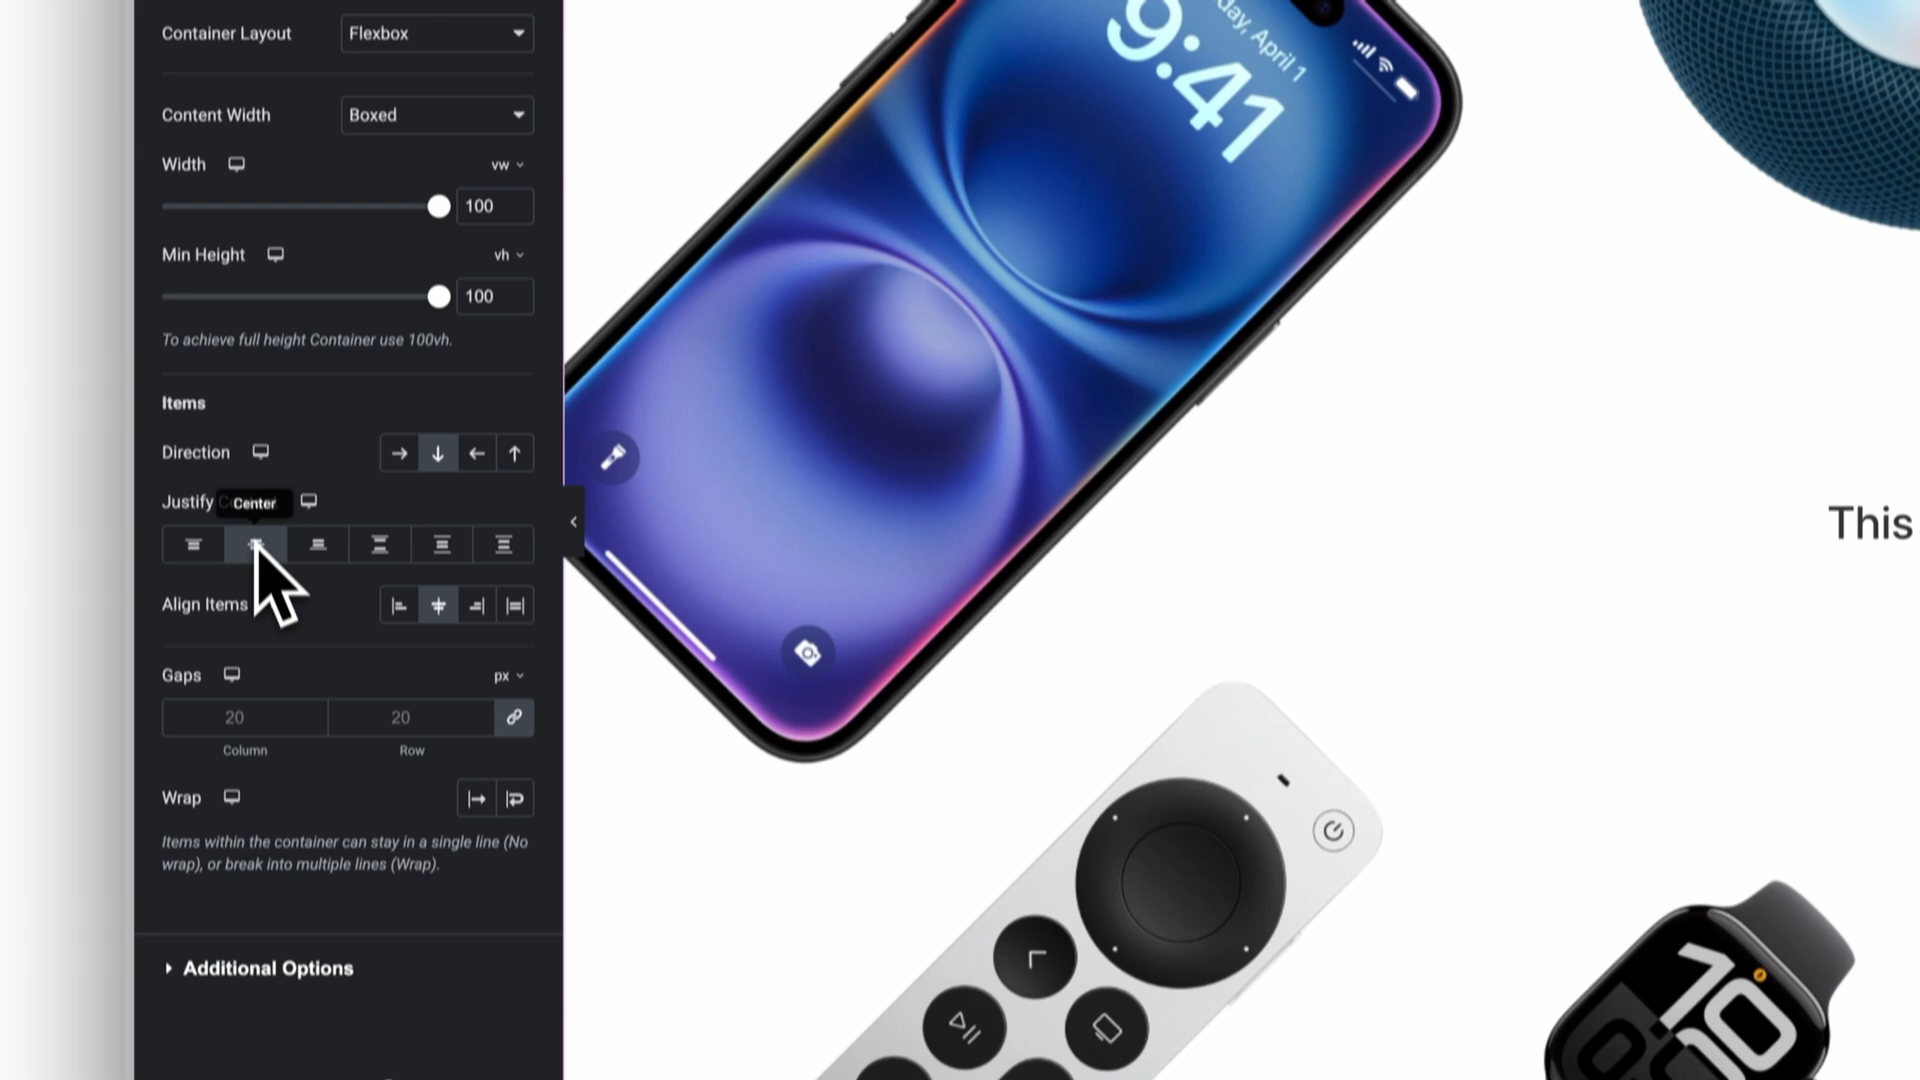 Container Layout Flexbox
Content Width Boxed
Width vw
100
Min Height vh
100
To achieve full height Container use 100vh.
Items
Direction
Justify Center
Align Items
Gaps px
20 20
Column Row
Wrap
Items within the container can stay in a single line (No
wrap), or break into multiple lines (Wrap).
Additional Options
day, April 1
9:41
This
10